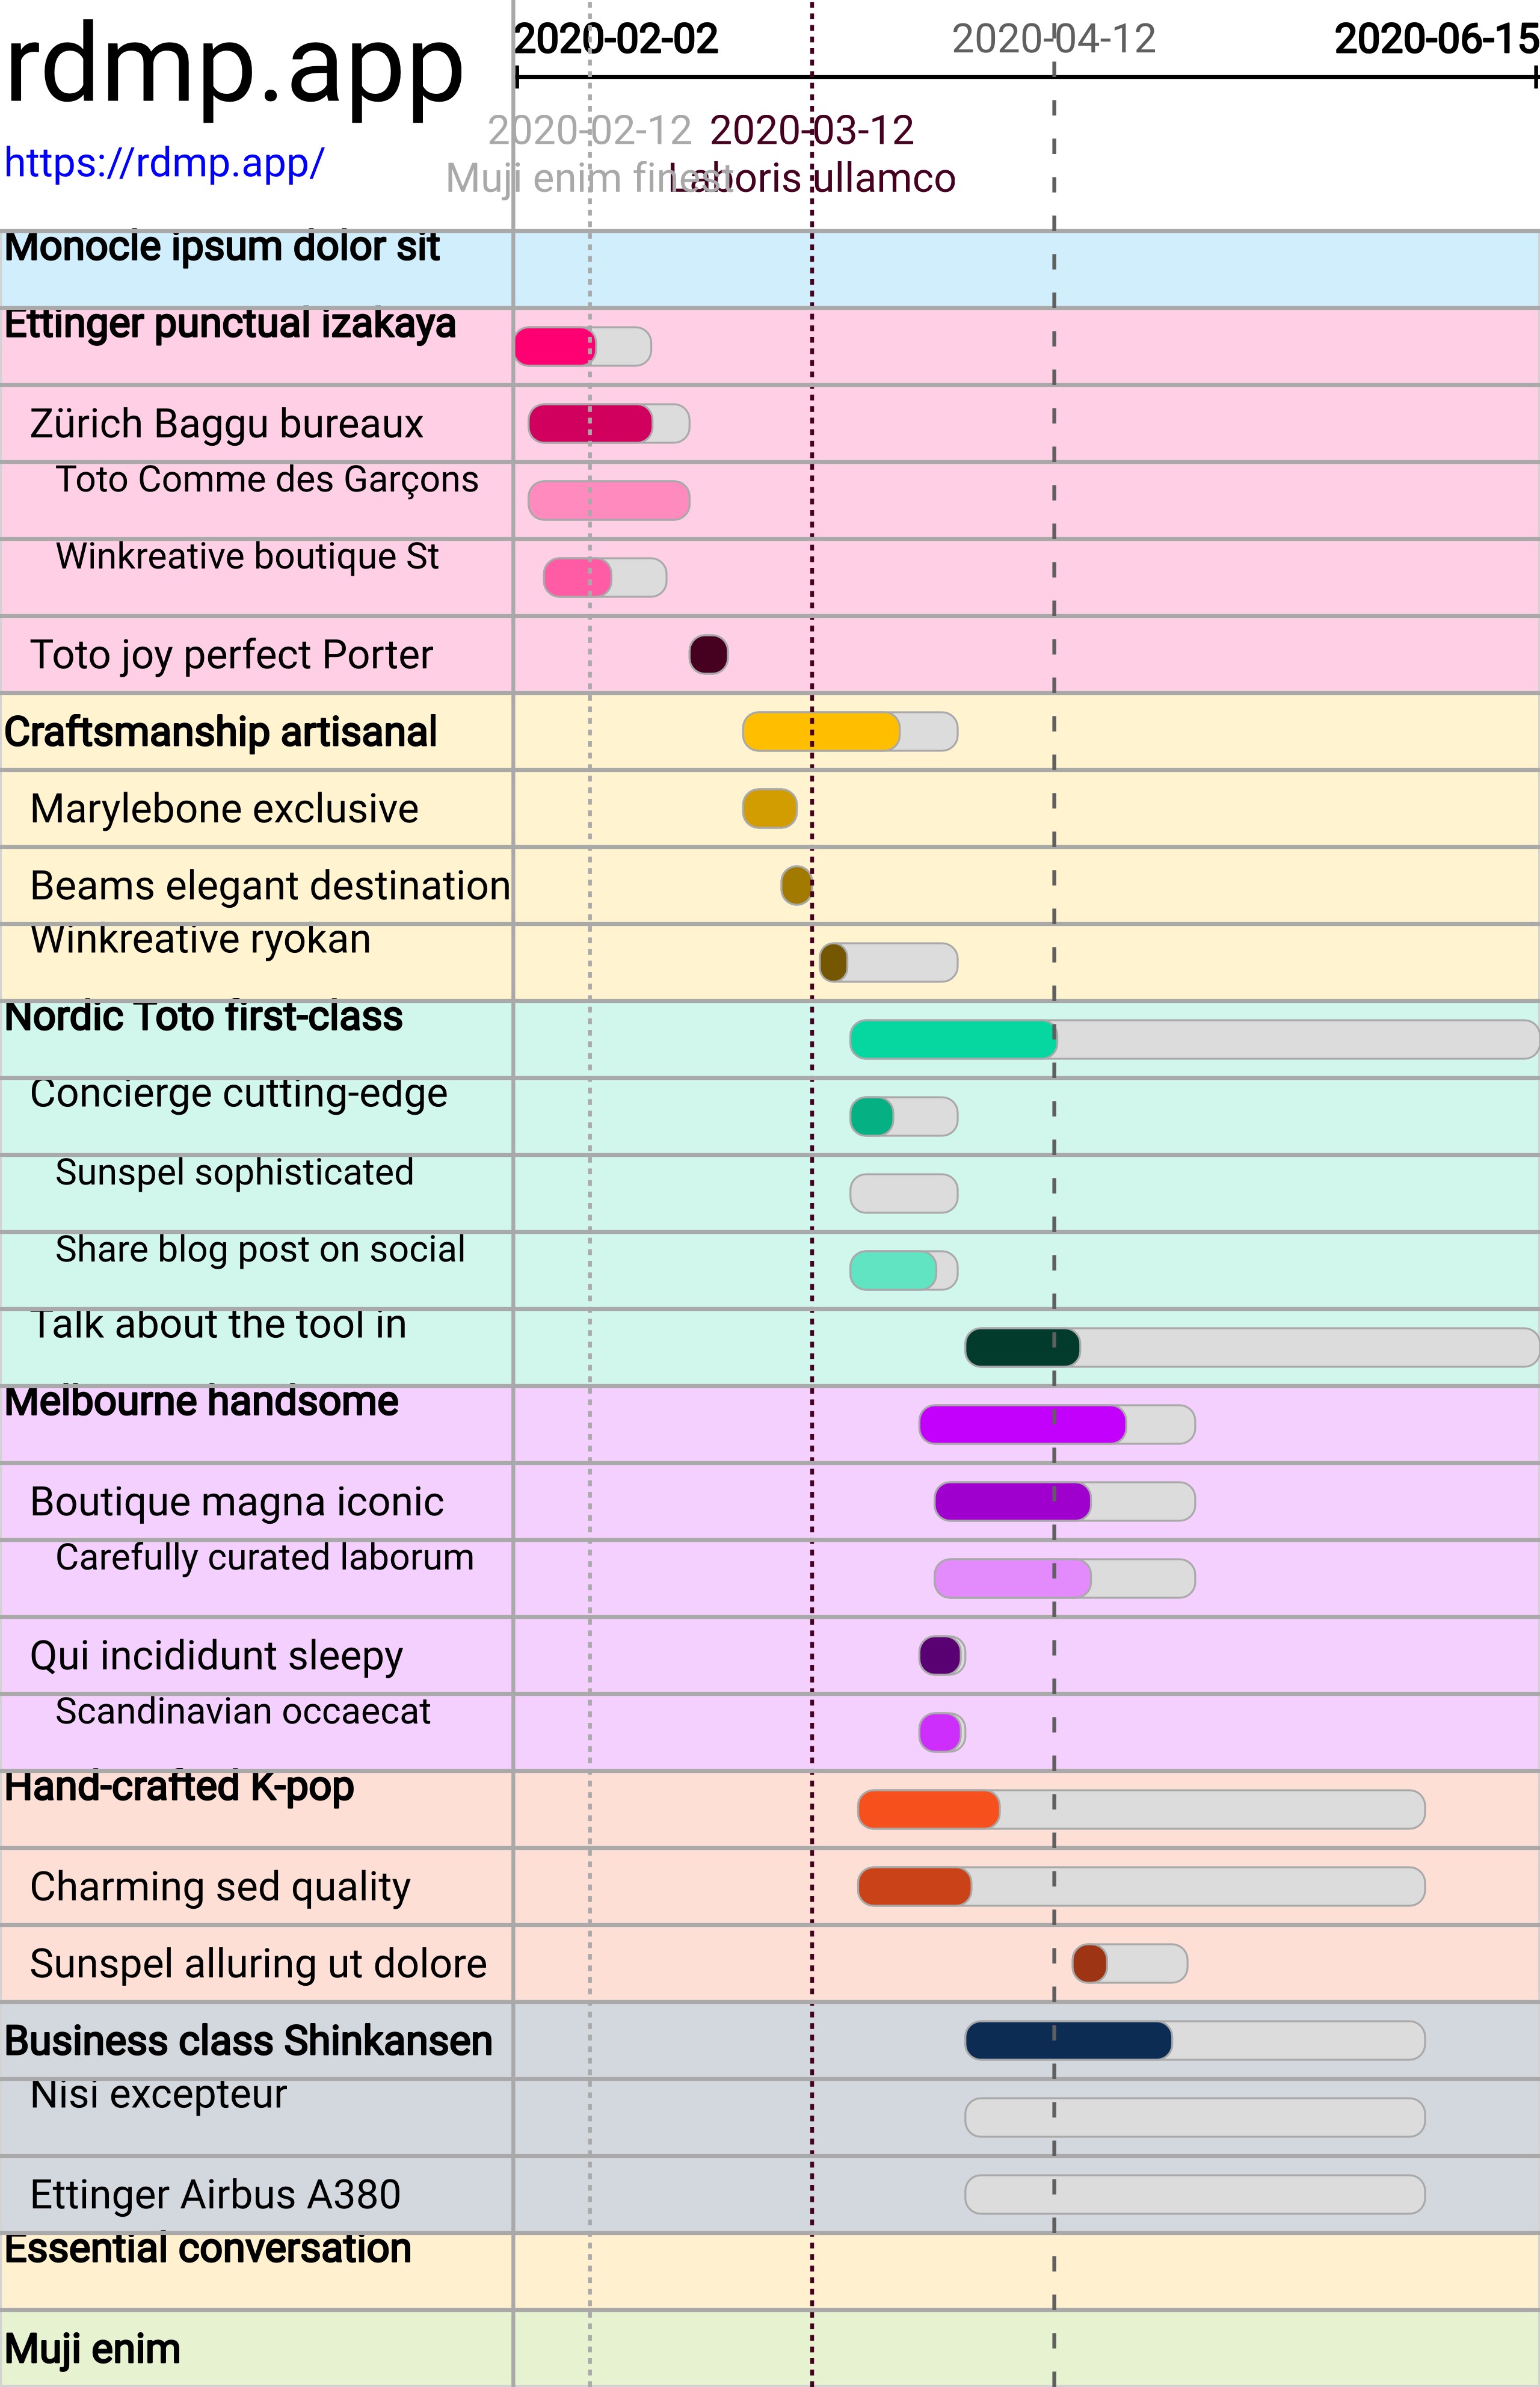 rdmp.app
https://rdmp.app/
2020-02-02
2020-04-12
2020-06-15
2020-02-12
2020-03-12
Muji enim finest
Laboris ullamco
Monocle ipsum dolor sit
Ettinger punctual izakaya
Zürich Baggu bureaux
Toto Comme des Garçons
Winkreative boutique St
Toto joy perfect Porter
Craftsmanship artisanal
Marylebone exclusive
Beams elegant destination
Winkreative ryokan
Nordic Toto first-class
Concierge cutting-edge
Sunspel sophisticated
Share blog post on social
Talk about the tool in
Melbourne handsome
Boutique magna iconic
Carefully curated laborum
Qui incididunt sleepy
Scandinavian occaecat
Hand-crafted K-pop
Charming sed quality
Sunspel alluring ut dolore
Business class Shinkansen
Nisi excepteur
Ettinger Airbus A380
Essential conversation
Muji enim